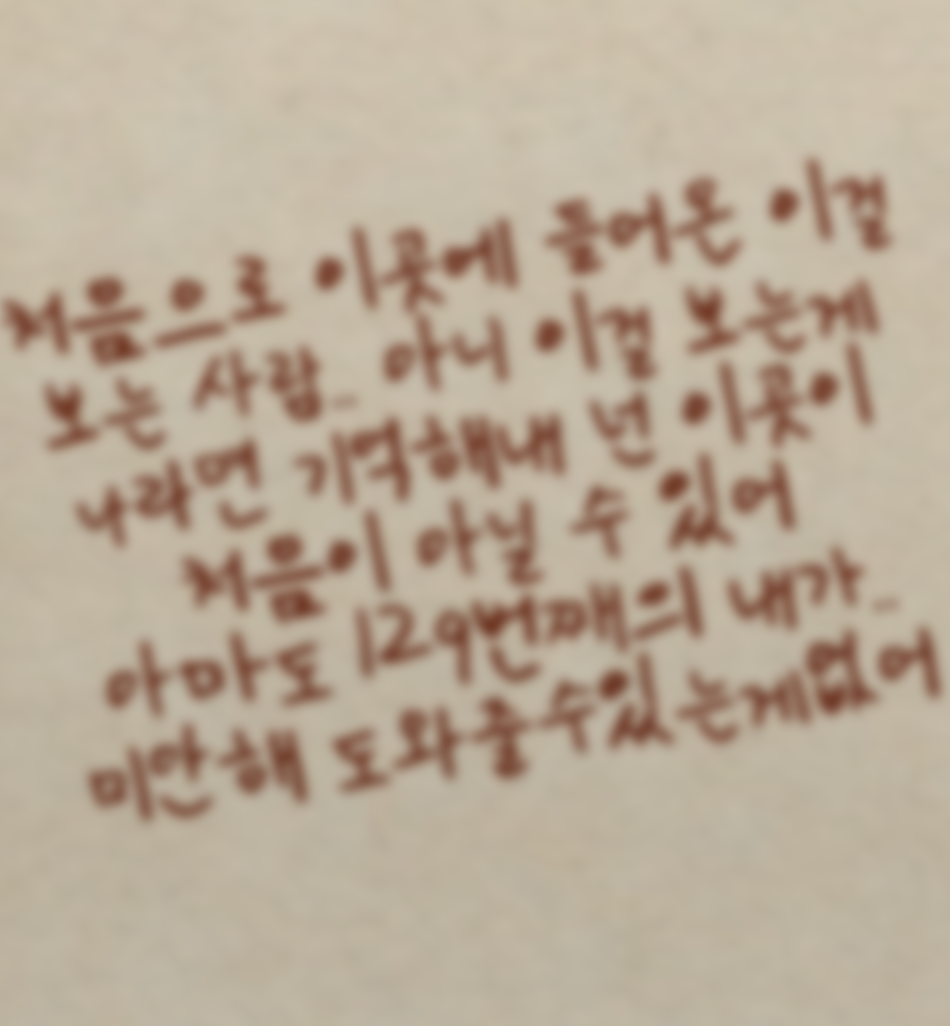 처음으로 이곳에 들어온 이걸
보는 사람.. 아니 이걸 보는게
나라면 기억해내 넌 이곳이
처음이 아닐 수 있어
아마도 129번째의 내가..
미안해 도와줄수있는게없어